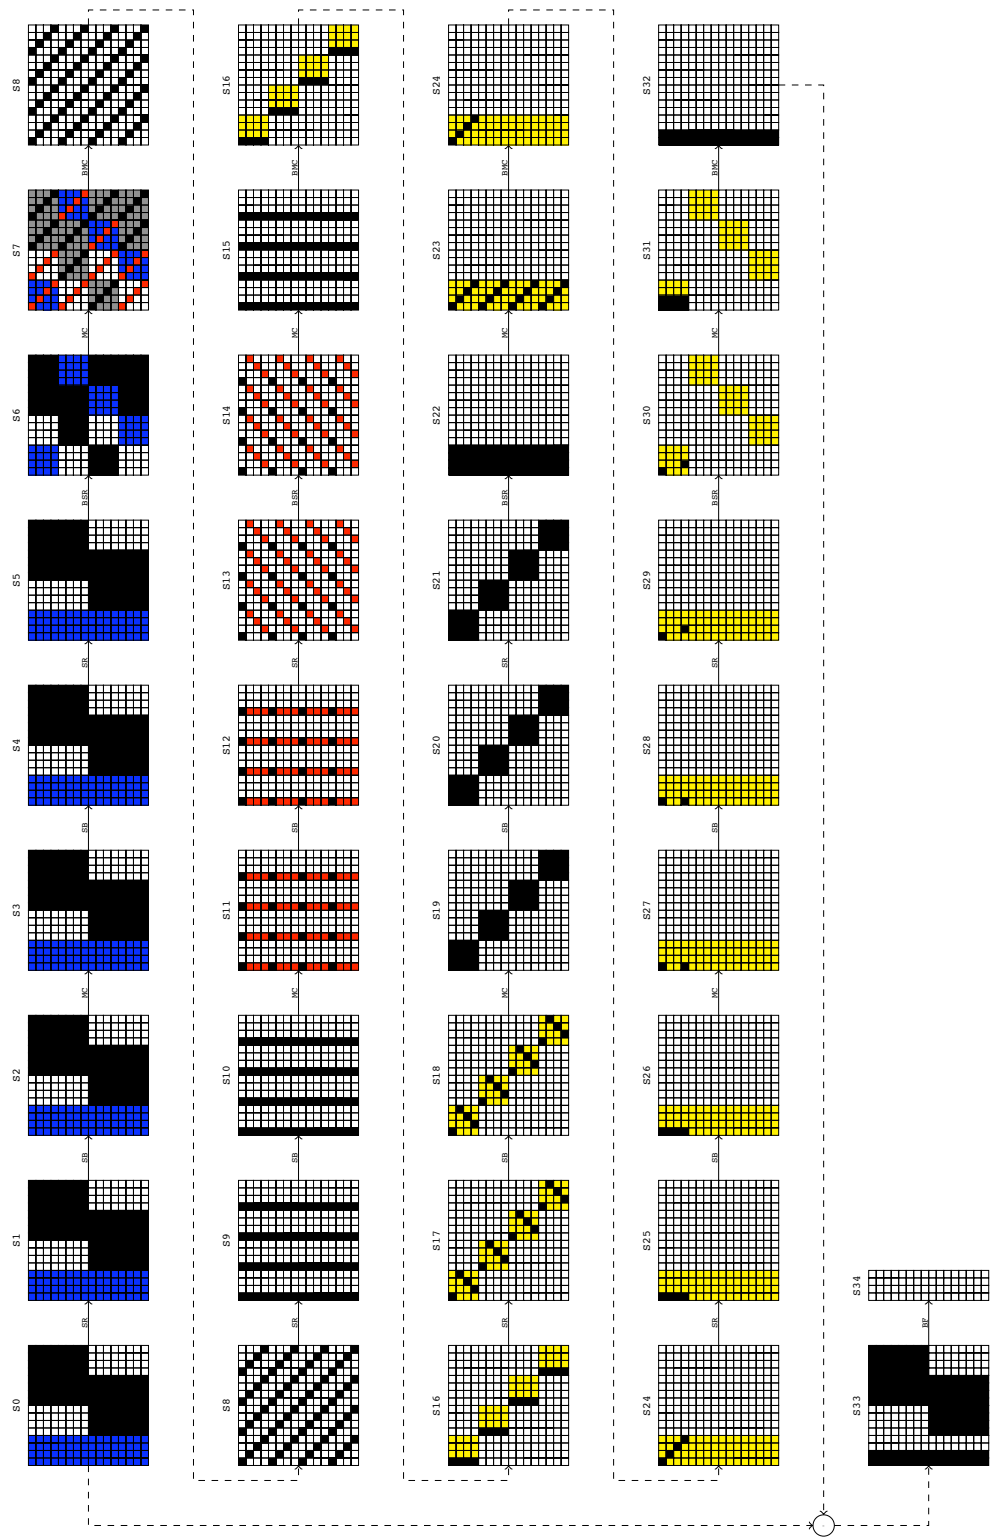 S0 S1 S2 S3 S4 S5 S6 S7 S8
SR SB MC SB SR BSR MC BMC
S8 S9 S10 S11 S12 S13 S14 S15 S16
SR SB MC SB SR BSR MC BMC
S16 S17 S18 S19 S20 S21 S22 S23 S24
SR SB MC SB SR BSR MC BMC
S24 S25 S26 S27 S28 S29 S30 S31 S32
SR SB MC SB SR BSR MC BMC
S33 S34
BF